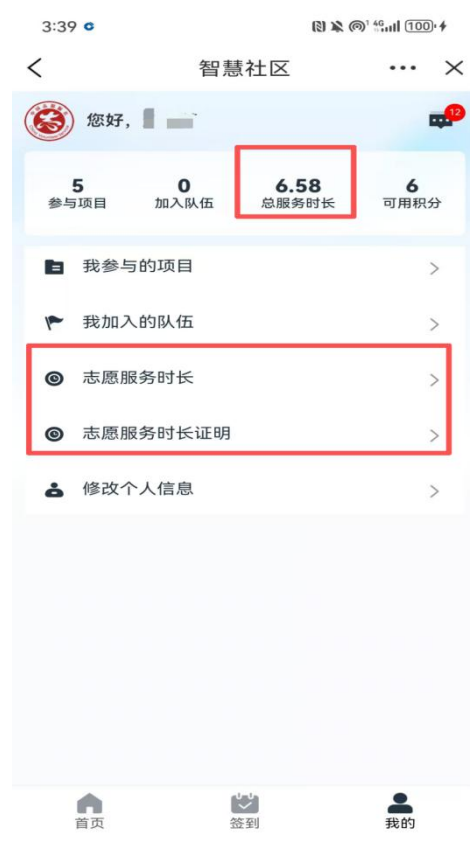 3:39
4G 100
智慧社区
您好，
12
5 0 6.58 6
参与项目 加入队伍 总服务时长 可用积分
我参与的项目
我加入的队伍
志愿服务时长
志愿服务时长证明
修改个人信息
首页 签到 我的